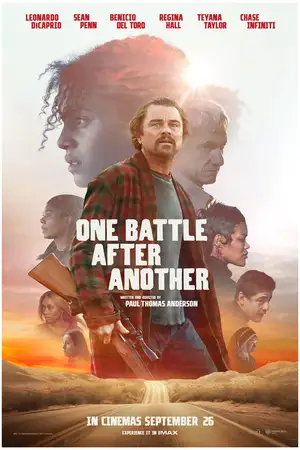 LEONARDO DiCAPRIO
SEAN PENN
BENICIO DEL TORO
REGINA HALL
TEYANA TAYLOR
CHASE INFINITI
ONE BATTLE
AFTER
ANOTHER
WRITTEN AND DIRECTED BY
PAUL THOMAS ANDERSON
IN CINEMAS SEPTEMBER 26
EXPERIENCE IT IN IMAX